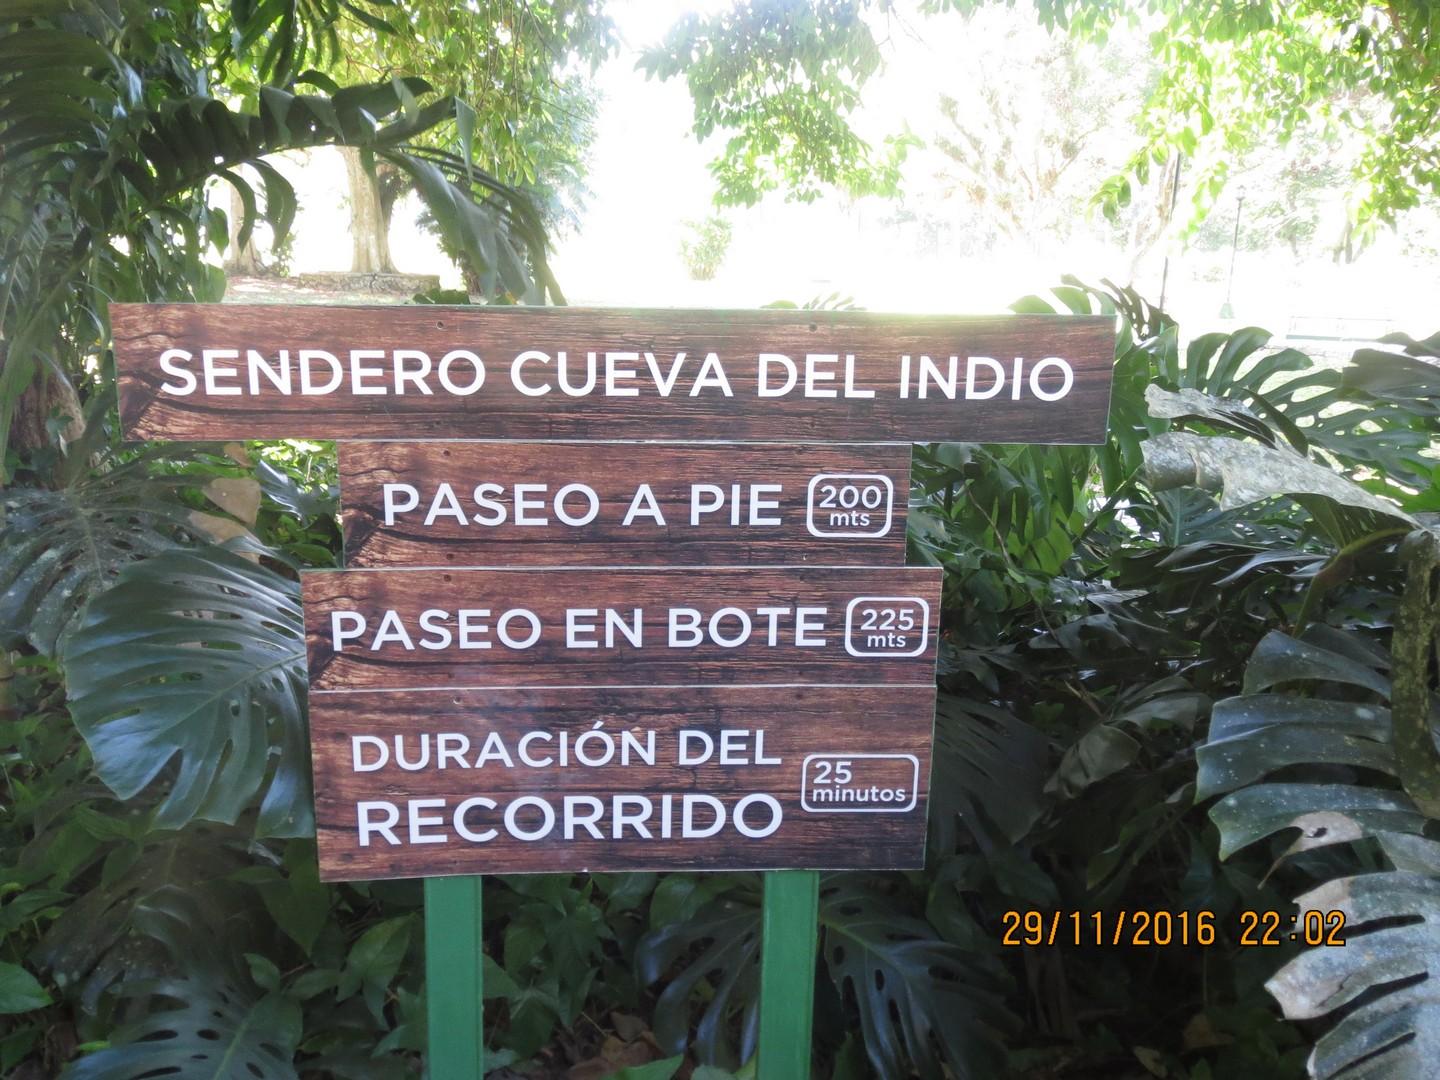 SENDERO CUEVA DEL INDIO
PASEO A PIE 200 mts
PASEO EN BOTE 225 mts
DURACIÓN DEL
RECORRIDO
25
minutos
29/11/2016 22:02